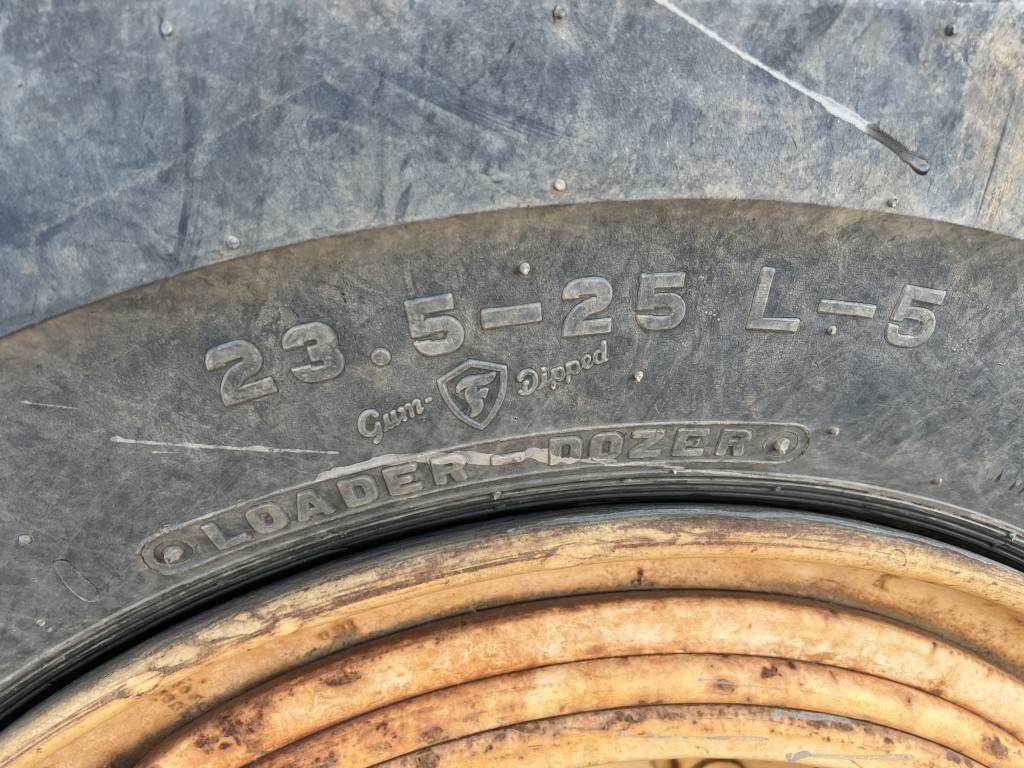 23.5-25 L-5
Gum- F Dipped
LOADER-DOZER